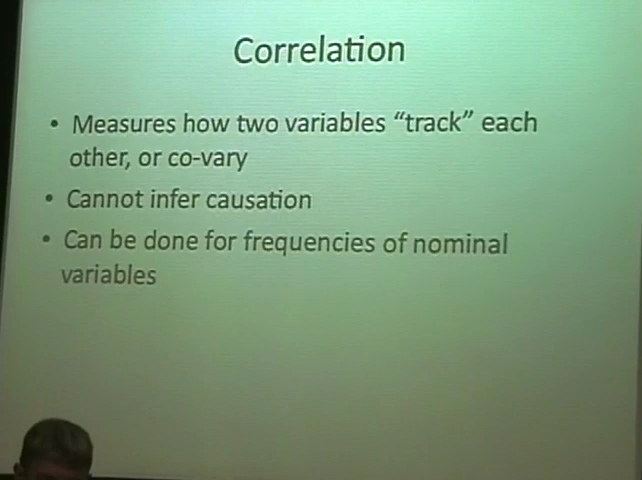 Correlation
• Measures how two variables “track” each
other, or co-vary
• Cannot infer causation
• Can be done for frequencies of nominal
variables